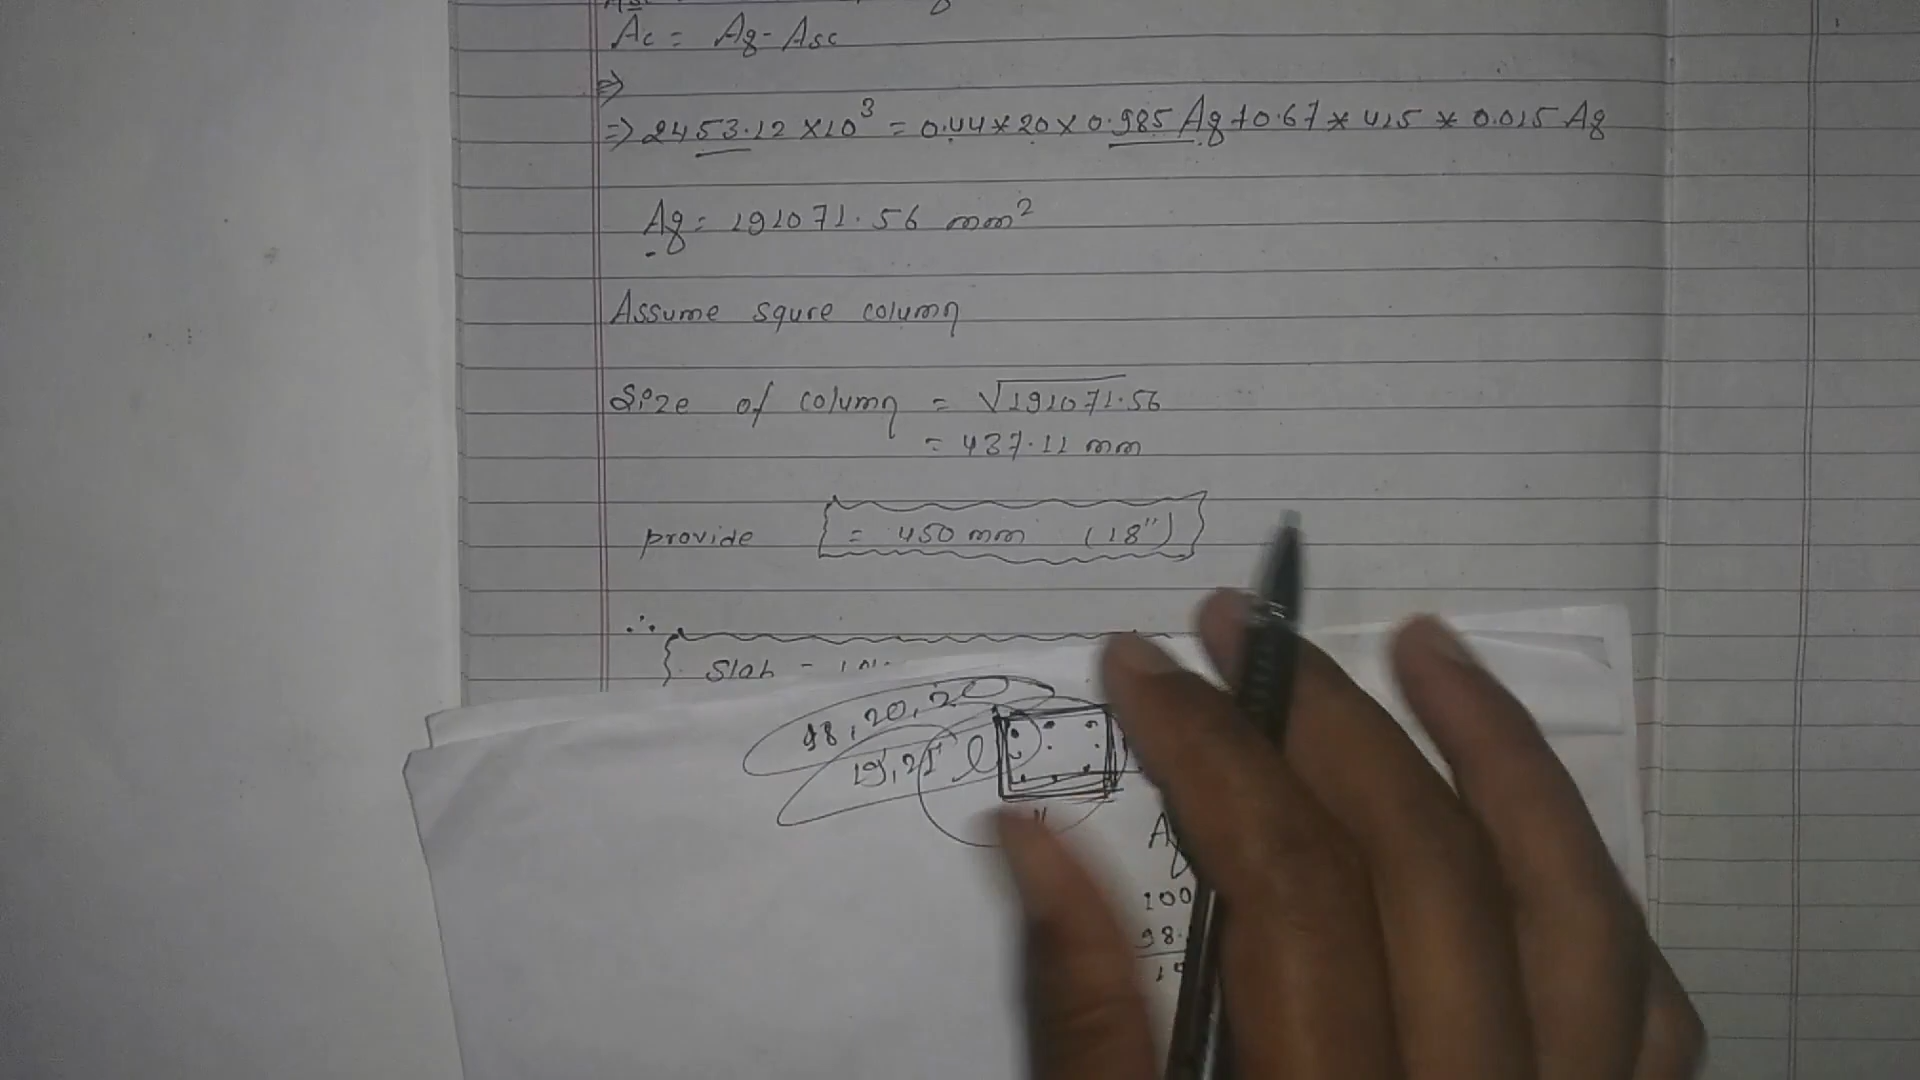 Ac = Ag - Asc
⇒
⇒ 2453.12 × 10³ = 0.44 * 20 × 0.985 Ag + 0.67 * 415 * 0.015 Ag
Ag = 191071.56 mm²
Assume squre column
Size of column = √191071.56
= 437.11 mm
provide = 450 mm (18")
∴
Slab -
18, 20, 20
19, 21
100
98.